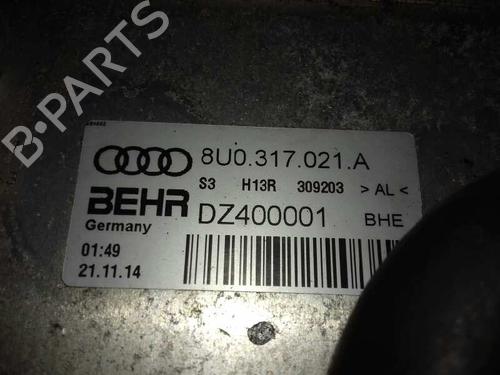 B-PARTS
8U0.317.021.A
S3 H13R 309203 >AL<
BEHR DZ400001 BHE
Germany
01:49
21.11.14